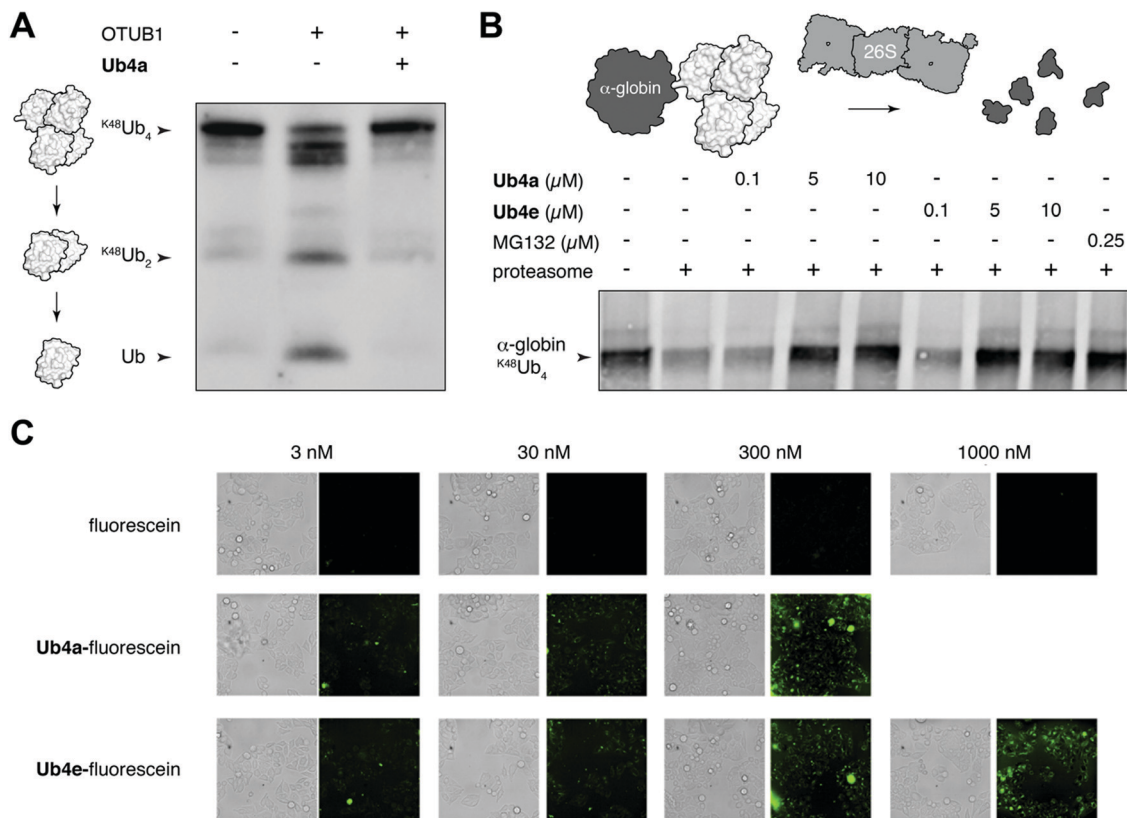 A
OTUB1 - + +
Ub4a - - +
K48Ub4
K48Ub2
Ub
B
α-globin
26S
Ub4a (μM) - - 0.1 5 10 - - - -
Ub4e (μM) - - - - - 0.1 5 10 -
MG132 (μM) - - - - - - - - 0.25
proteasome - + + + + + + + +
α-globin
K48Ub4
C
3 nM 30 nM 300 nM 1000 nM
fluorescein
Ub4a-fluorescein
Ub4e-fluorescein